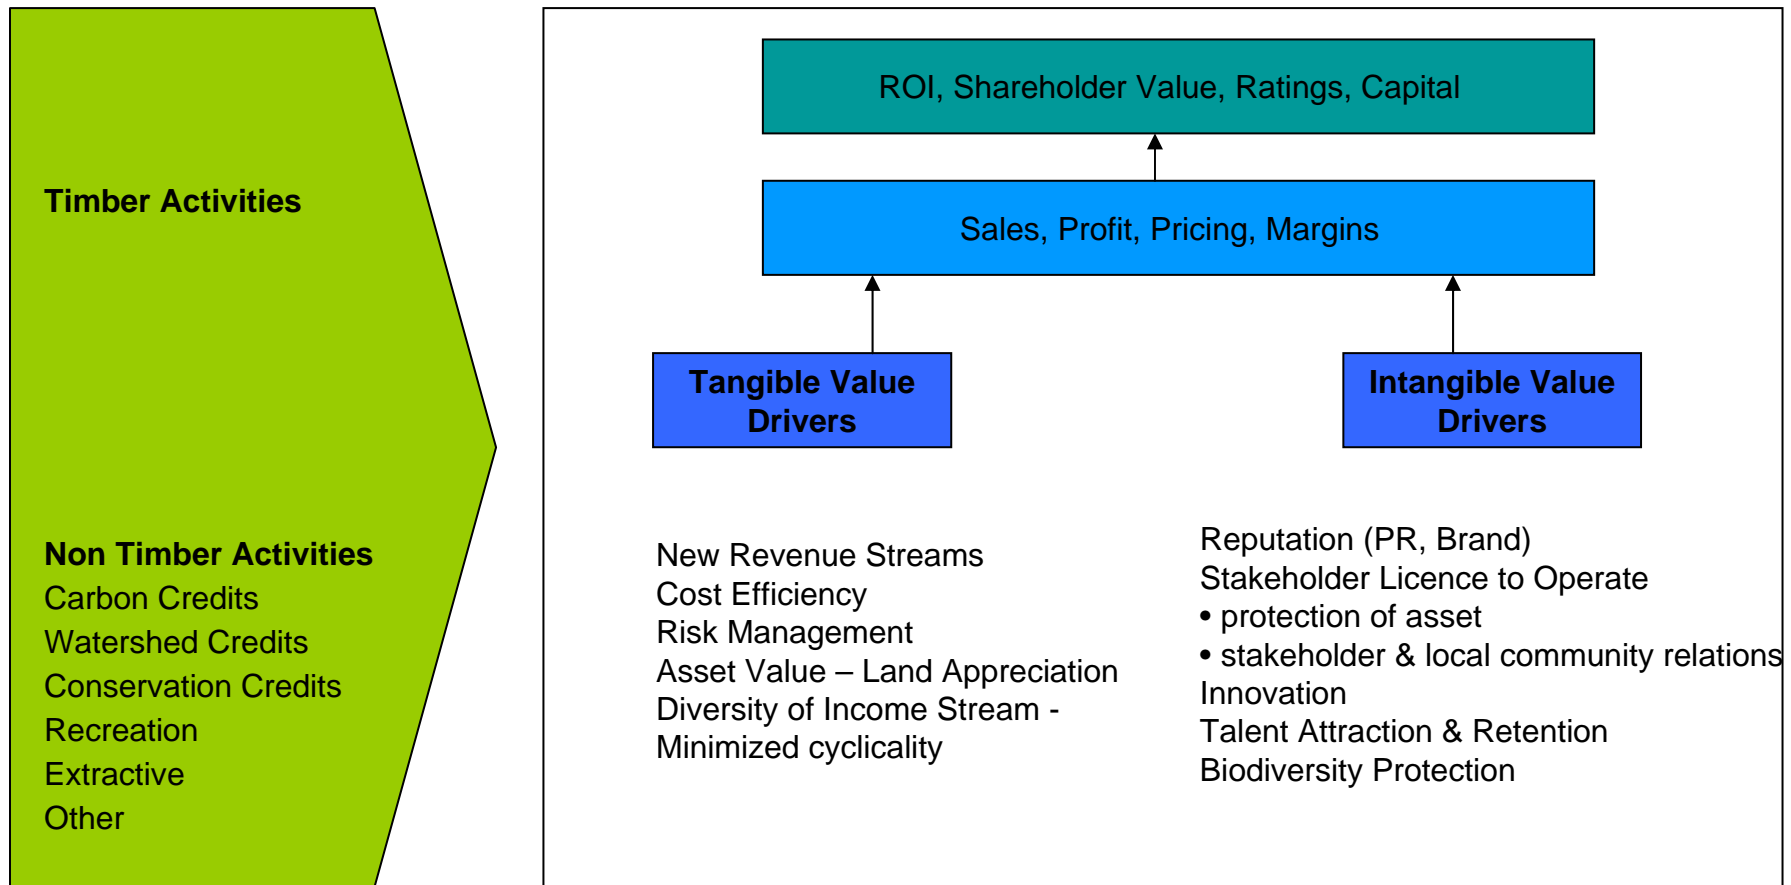 Timber Activities
Non Timber Activities
Carbon Credits
Watershed Credits
Conservation Credits
Recreation
Extractive
Other
ROI, Shareholder Value, Ratings, Capital
Sales, Profit, Pricing, Margins
Tangible Value
Drivers
Intangible Value
Drivers
New Revenue Streams
Cost Efficiency
Risk Management
Asset Value – Land Appreciation
Diversity of Income Stream -
Minimized cyclicality
Reputation (PR, Brand)
Stakeholder Licence to Operate
• protection of asset
• stakeholder & local community relations
Innovation
Talent Attraction & Retention
Biodiversity Protection